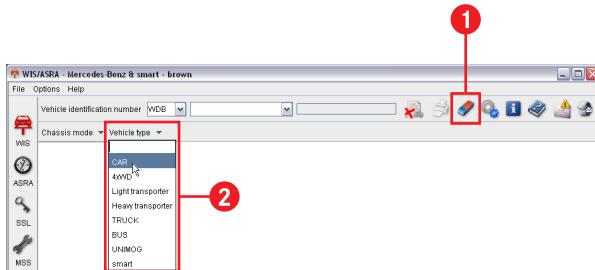 1
WIS/ASRA - Mercedes-Benz & smart - brown
File Options Help
Vehicle identification number WDB
Chassis mode Vehicle type
WIS
ASRA
SSL
MSS
CAR
4xWD
Light transporter
Heavy transporter
TRUCK
BUS
UNIMOG
smart
2